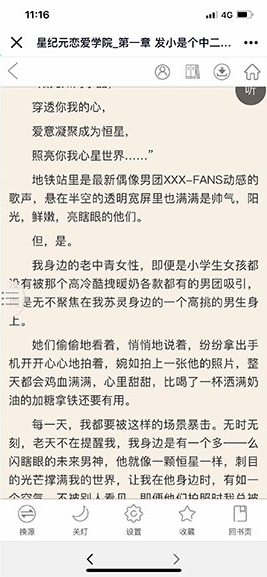 11:16
4G
星纪元恋爱学院_第一章 发小是个中二...
听
穿透你我的心，
爱意凝聚成为恒星，
照亮你我心星世界……”
地铁站里是最新偶像男团XXX-FANS动感的
歌声，悬在半空的透明宽屏里也满满是帅气，阳
光，鲜嫩，亮瞎眼的他们。
但，是。
我身边的老中青女性，即便是小学生女孩都
没有被那个高冷酷拽暖奶各款都有的男团吸引，
是无不聚焦在我苏灵身边的一个高挑的男生身
上。
她们偷偷地看着，悄悄地说着，纷纷拿出手
机开开心心地拍着，婉如拍上一张他的照片，整
天都会鸡血满满，心里甜甜，比喝了一杯洒满奶
油的加糖拿铁还要有用。
每一天，我都要被这样的场景暴击。无时无
刻，老天不在提醒我，我身边是有一个多——么
闪瞎眼的未来男神，他就像一颗恒星一样，刺目
的光芒撑满我的世界，让我在他身边时，有如一
个空气，不被别人看见，即便他们拍照时我总被
换源
关灯
设置
收藏
回书页